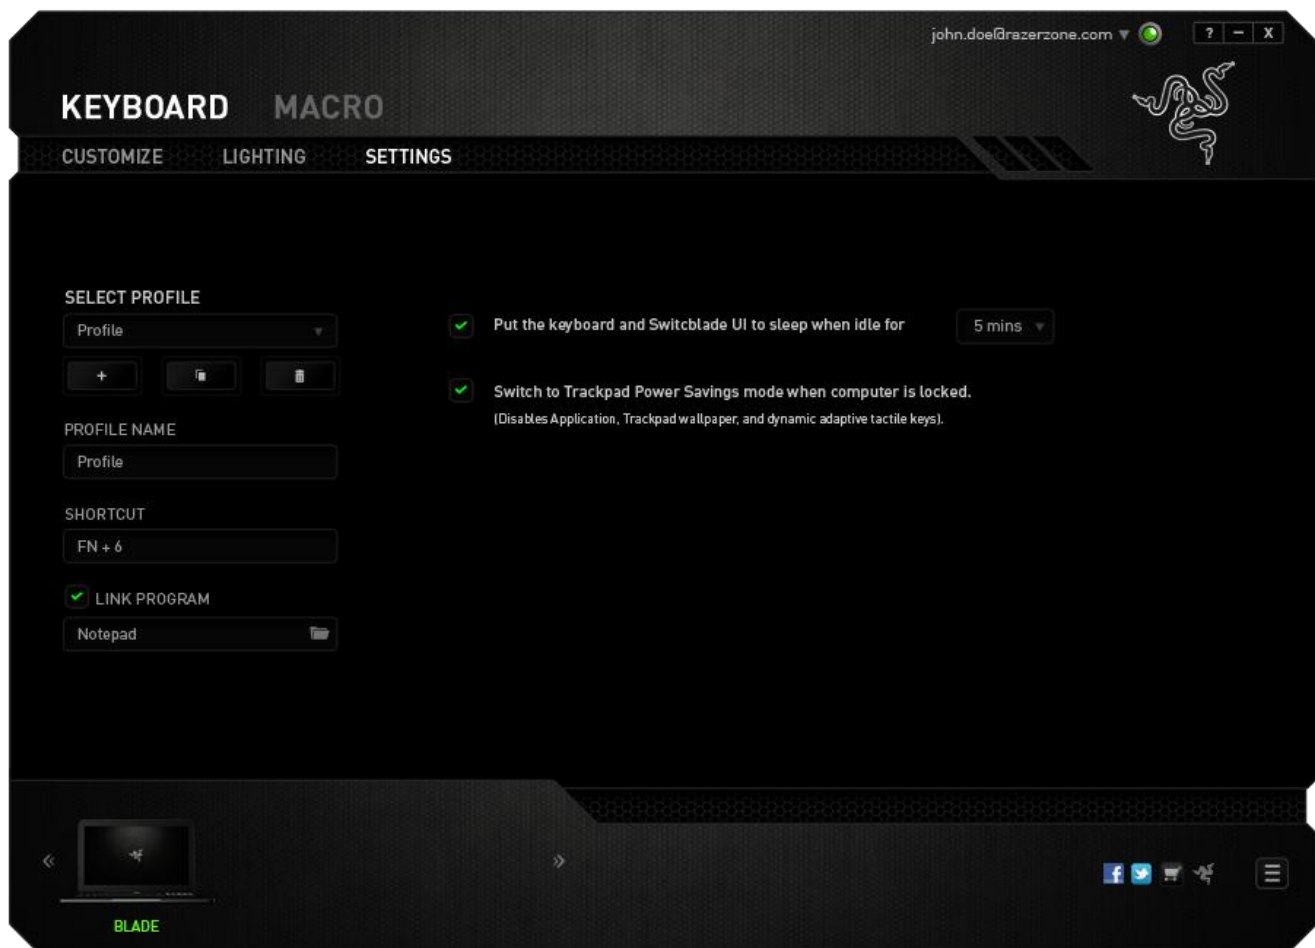 john.doe@razerzone.com
? – X
KEYBOARD MACRO
CUSTOMIZE LIGHTING SETTINGS
SELECT PROFILE
Profile
+
PROFILE NAME
Profile
SHORTCUT
FN + 6
LINK PROGRAM
Notepad
Put the keyboard and Switcblade UI to sleep when idle for 5 mins
Switch to Trackpad Power Savings mode when computer is locked.
(Disables Application, Trackpad wallpaper, and dynamic adaptive tactile keys).
« »
BLADE
f